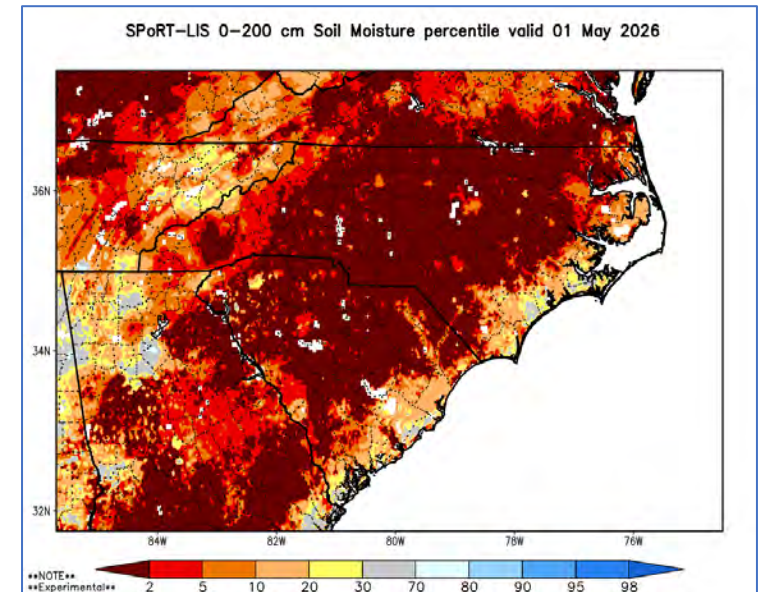 SPoRT-LIS 0-200 cm Soil Moisture percentile valid 01 May 2026
36N
34N
32N
84W 82W 80W 78W 76W
**NOTE**
**Experimental** 2 5 10 20 30 70 80 90 95 98